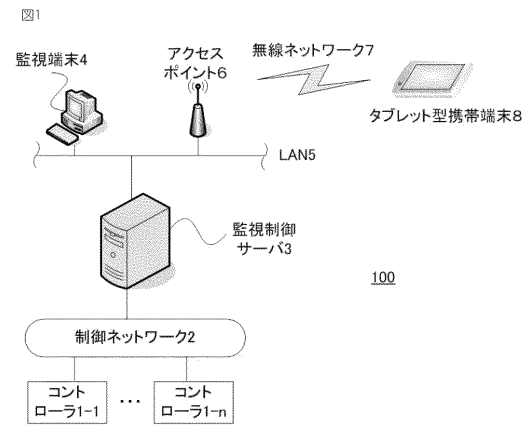 図1
監視端末4
アクセス
ポイント6
無線ネットワーク7
タブレット型携帯端末8
LAN5
監視制御
サーバ3
100
制御ネットワーク2
コント
ローラ1-1
・・・
コント
ローラ1-n